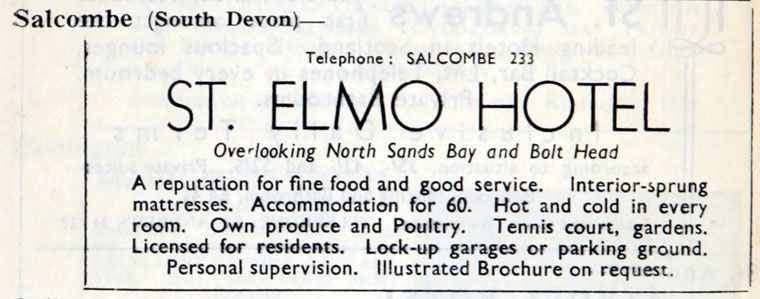 Salcombe (South Devon)—
Telephone : SALCOMBE 233
ST. ELMO HOTEL
Overlooking North Sands Bay and Bolt Head
A reputation for fine food and good service. Interior-sprung
mattresses. Accommodation for 60. Hot and cold in every
room. Own produce and Poultry. Tennis court, gardens.
Licensed for residents. Lock-up garages or parking ground.
Personal supervision. Illustrated Brochure on request.